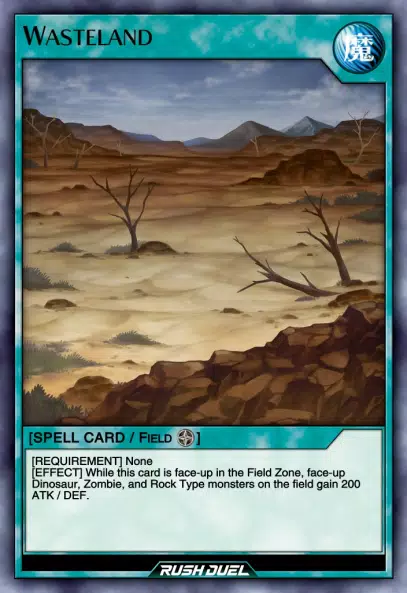 Wasteland
魔
[SPELL CARD / Field]
[REQUIREMENT] None
[EFFECT] While this card is face-up in the Field Zone, face-up
Dinosaur, Zombie, and Rock Type monsters on the field gain 200
ATK / DEF.
RUSH DUEL